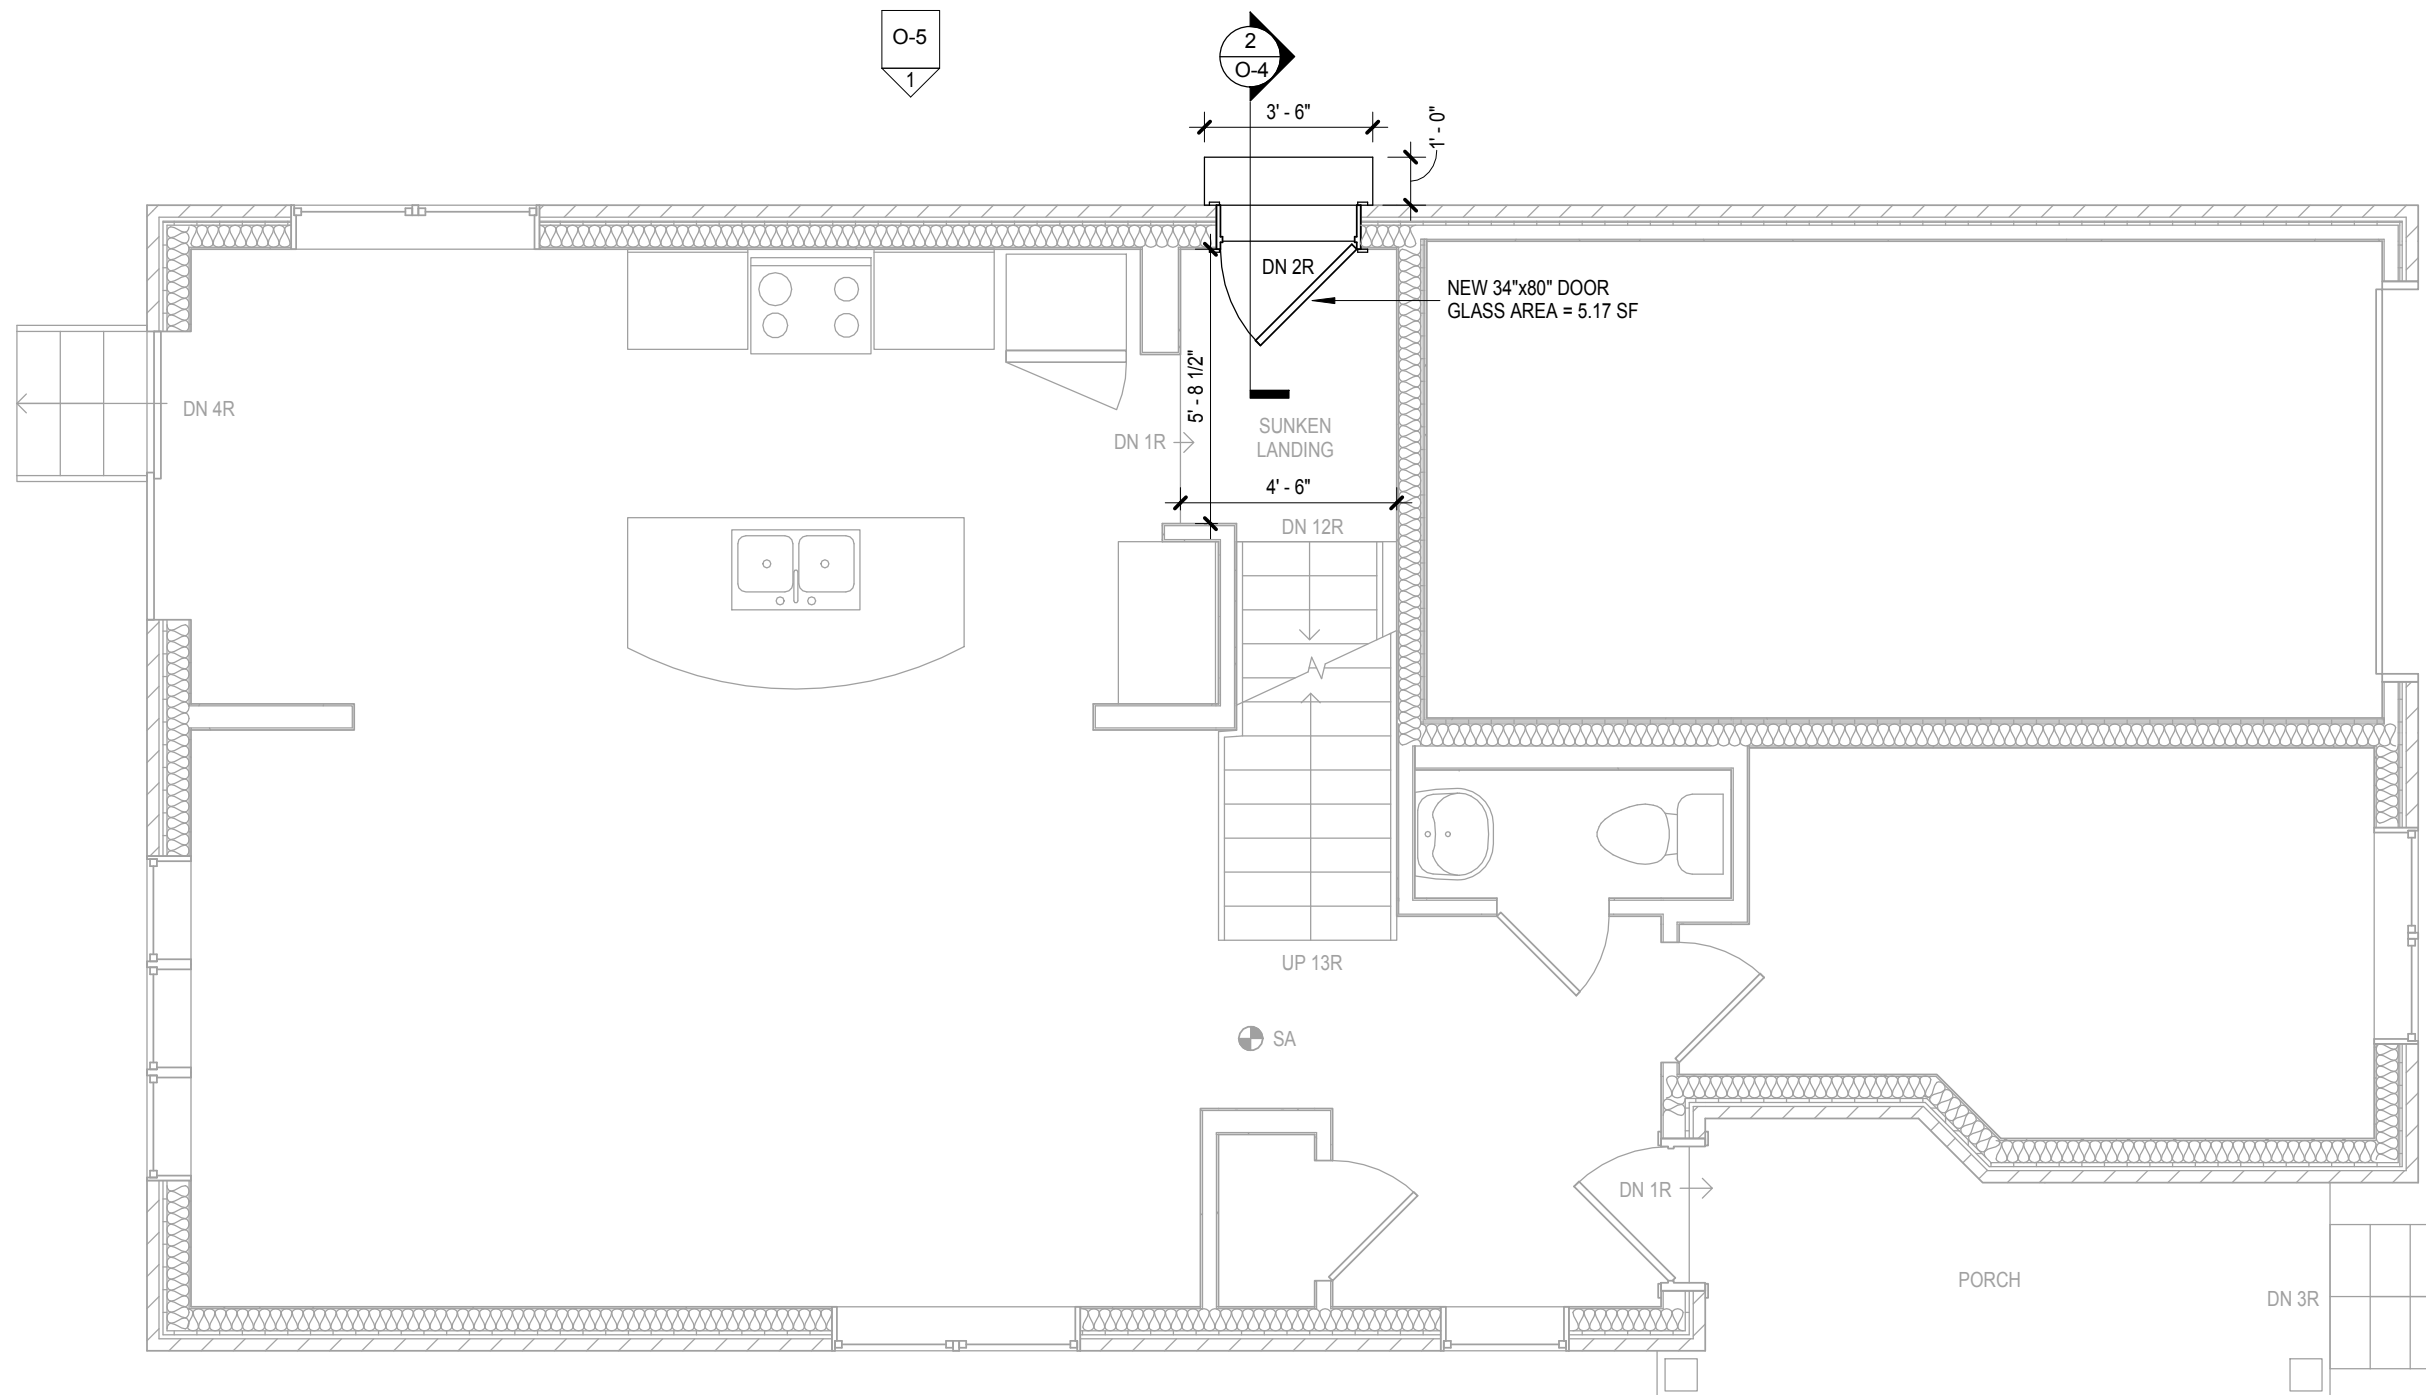 O-5
1
2
O-4
3' - 6"
1' - 0"
DN 2R
NEW 34"x80" DOOR
GLASS AREA = 5.17 SF
5' - 8 1/2"
DN 4R
DN 1R
SUNKEN
LANDING
4' - 6"
DN 12R
UP 13R
SA
DN 1R
PORCH
DN 3R